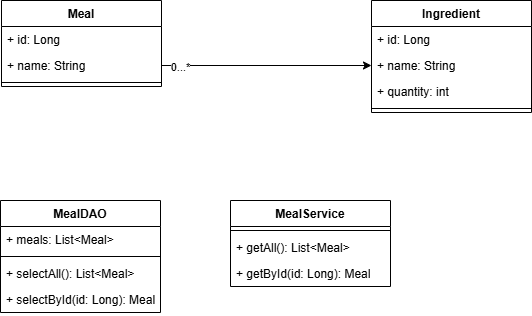 Meal
+ id: Long
+ name: String
0...*
Ingredient
+ id: Long
+ name: String
+ quantity: int
MealDAO
+ meals: List<Meal>
+ selectAll(): List<Meal>
+ selectById(id: Long): Meal
MealService
+ getAll(): List<Meal>
+ getById(id: Long): Meal